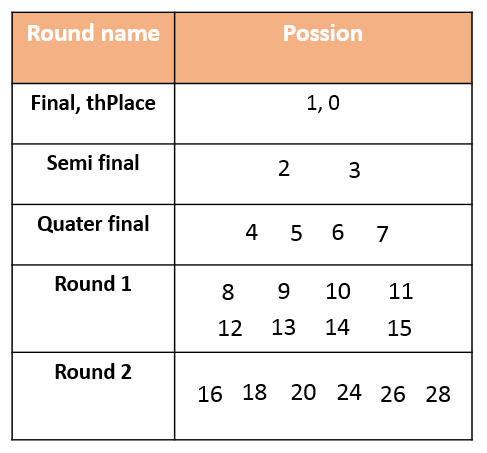 Round name Possion
Final, thPlace 1, 0
Semi final 2 3
Quater final 4 5 6 7
Round 1 8 9 10 11
12 13 14 15
Round 2 16 18 20 24 26 28